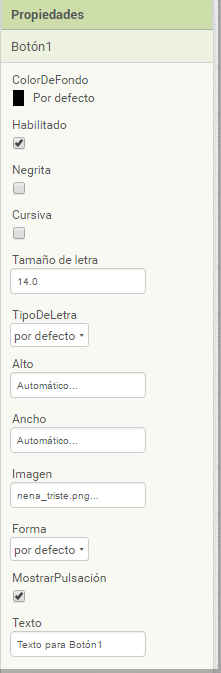 Propiedades
Botón1
ColorDeFondo
Por defecto
Habilitado
Negrita
Cursiva
Tamaño de letra
14.0
TipoDeLetra
por defecto
Alto
Automático...
Ancho
Automático...
Imagen
nena_triste.png...
Forma
por defecto
MostrarPulsación
Texto
Texto para Botón1